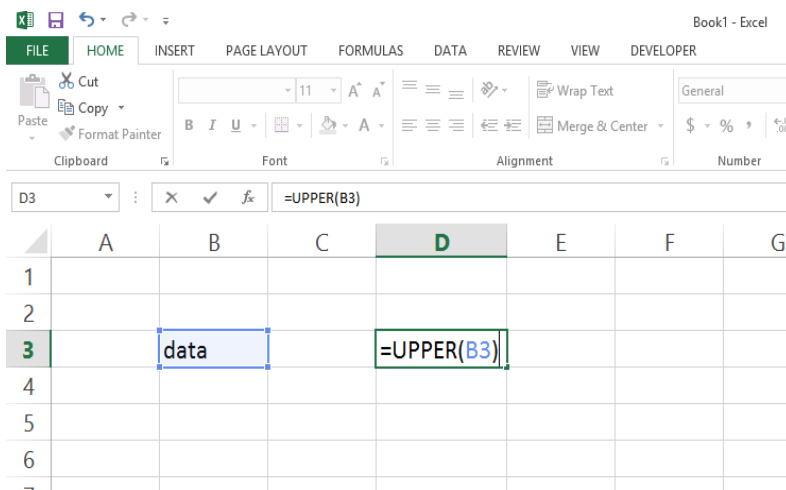 Book1 - Excel
FILE HOME INSERT PAGE LAYOUT FORMULAS DATA REVIEW VIEW DEVELOPER
Paste
Cut
Copy
Format Painter
Clipboard
11 A A
B I U A
Font
Wrap Text
Merge & Center
Alignment
General
$ % ,
Number
D3 fx =UPPER(B3)
A B C D E F G
1
2
3 data =UPPER(B3)
4
5
6